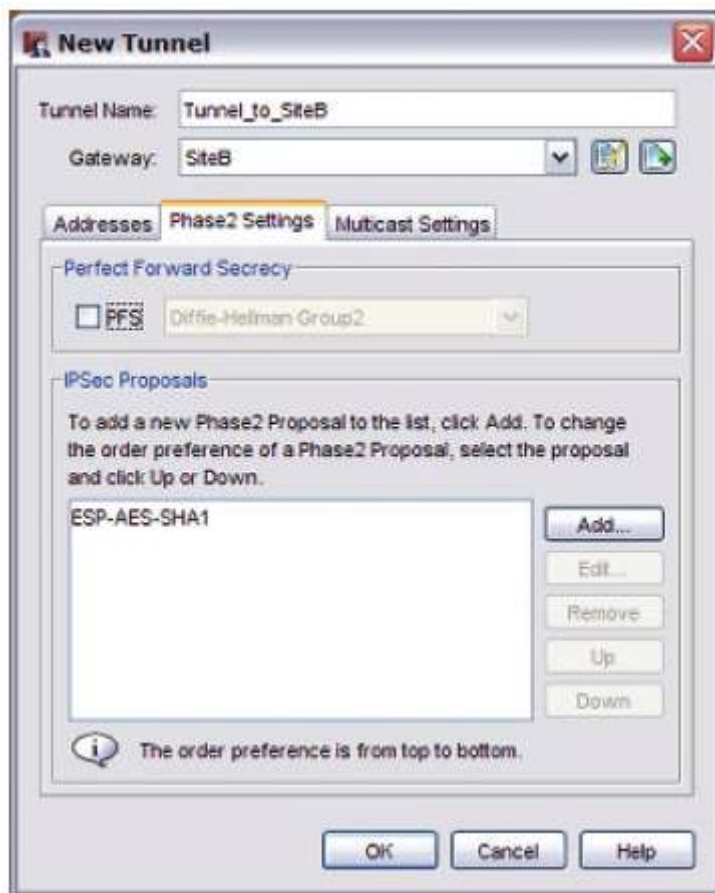 New Tunnel
Tunnel Name: Tunnel_to_SiteB
Gateway: SiteB
Addresses Phase2 Settings Multicast Settings
Perfect Forward Secrecy
PFS Diffie-Hellman Group2
IPSec Proposals
To add a new Phase2 Proposal to the list, click Add. To change
the order preference of a Phase2 Proposal, select the proposal
and click Up or Down.
ESP-AES-SHA1
Add...
Edit...
Remove
Up
Down
The order preference is from top to bottom.
OK Cancel Help